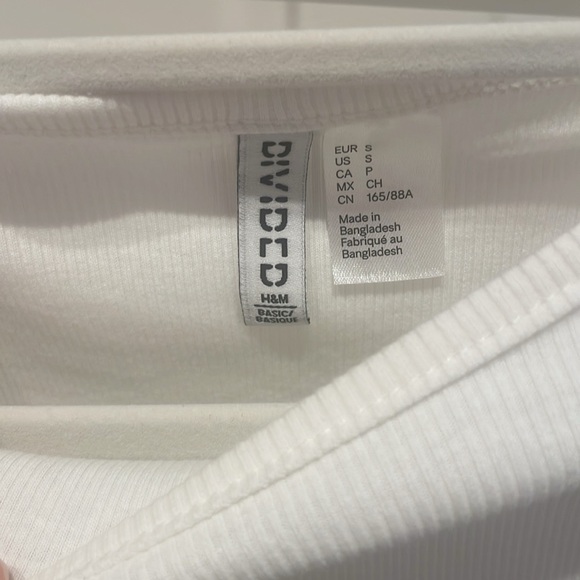 DIVIDED
H&M
BASIC/
BASIQUE
EUR S
US S
CA P
MX CH
CN 165/88A
Made in
Bangladesh
Fabriqué au
Bangladesh